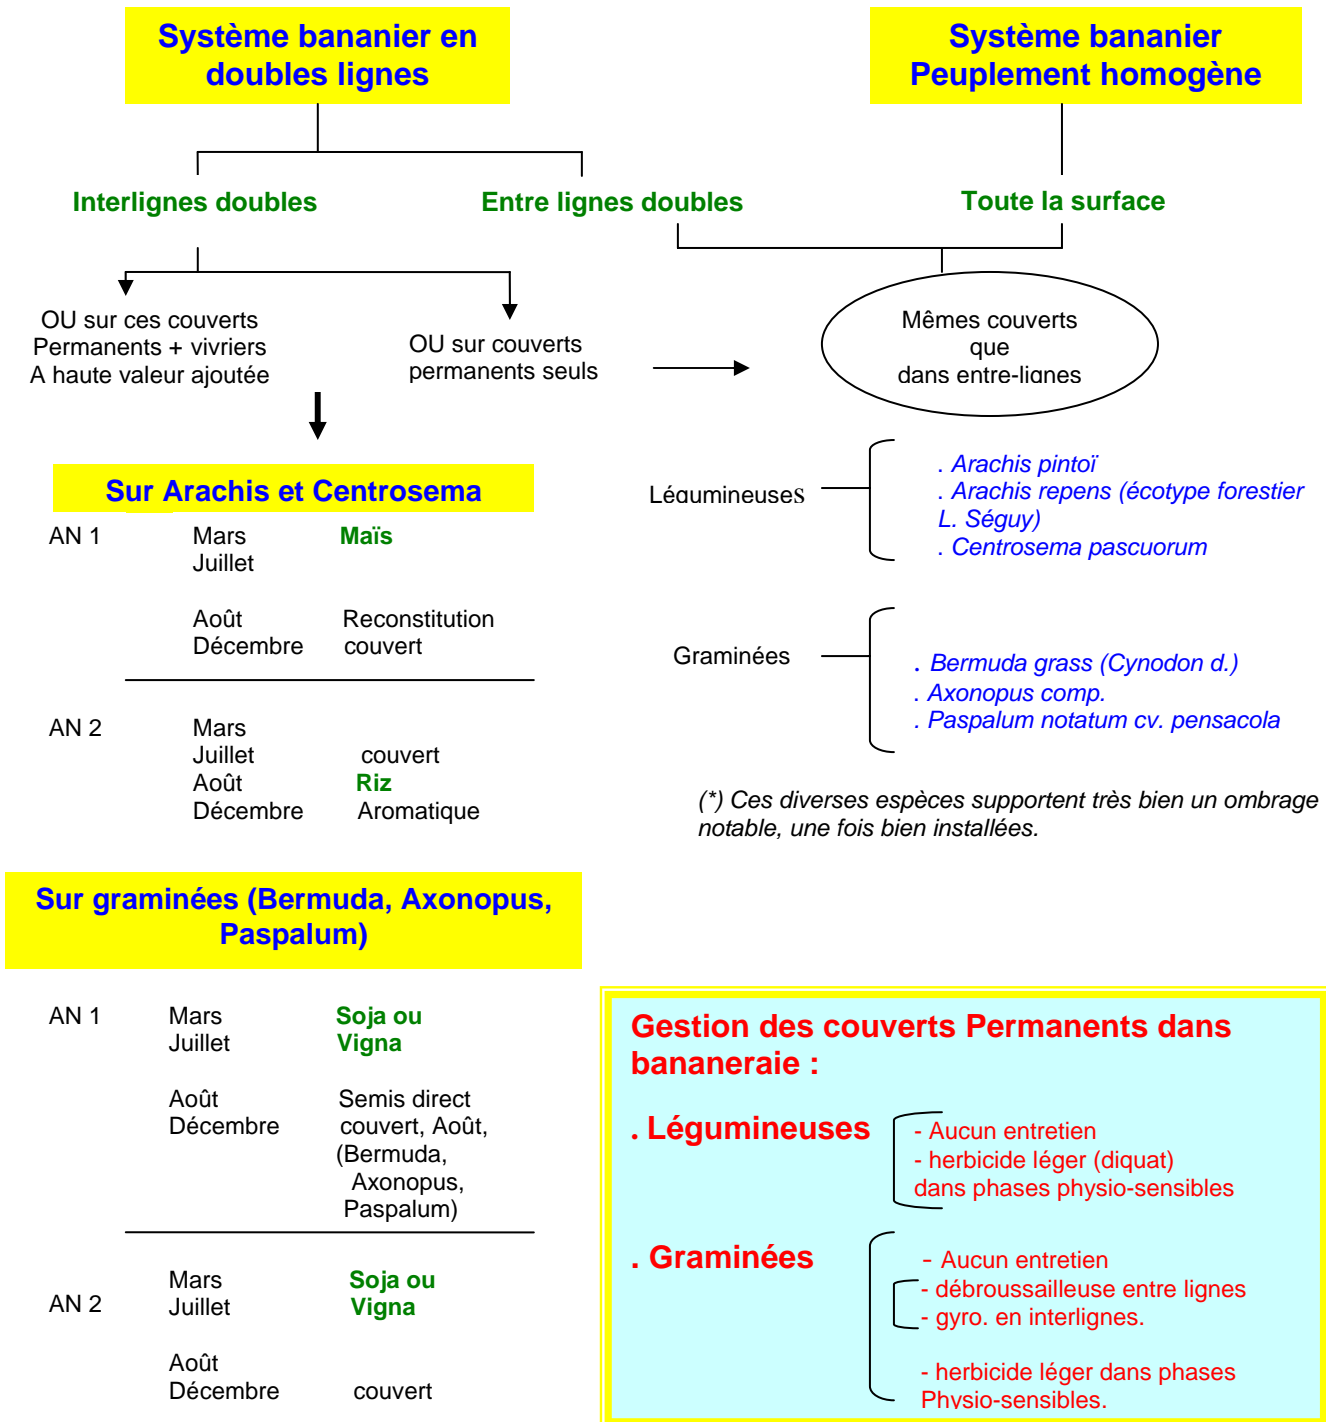 Système bananier en
doubles lignes
Système bananier
Peuplement homogène
Interlignes doubles
Entre lignes doubles
Toute la surface
OU sur ces couverts
Permanents + vivriers
A haute valeur ajoutée
OU sur couverts
permanents seuls
Mêmes couverts
que
dans entre-lignes
Sur Arachis et Centrosema
AN 1 Mars Maïs
Juillet
Août Reconstitution
Décembre couvert
AN 2 Mars
Juillet couvert
Août Riz
Décembre Aromatique
Légumineuses
. Arachis pintoï
. Arachis repens (écotype forestier
L. Séguy)
. Centrosema pascuorum
Graminées
. Bermuda grass (Cynodon d.)
. Axonopus comp.
. Paspalum notatum cv. pensacola
(*) Ces diverses espèces supportent très bien un ombrage
notable, une fois bien installées.
Sur graminées (Bermuda, Axonopus,
Paspalum)
AN 1 Mars Soja ou
Juillet Vigna
Août Semis direct
Décembre couvert, Août,
(Bermuda,
Axonopus,
Paspalum)
Mars Soja ou
AN 2 Juillet Vigna
Août
Décembre couvert
Gestion des couverts Permanents dans
bananeraie :
. Légumineuses
- Aucun entretien
- herbicide léger (diquat)
dans phases physio-sensibles
. Graminées
- Aucun entretien
- débroussailleuse entre lignes
- gyro. en interlignes.
- herbicide léger dans phases
Physio-sensibles.